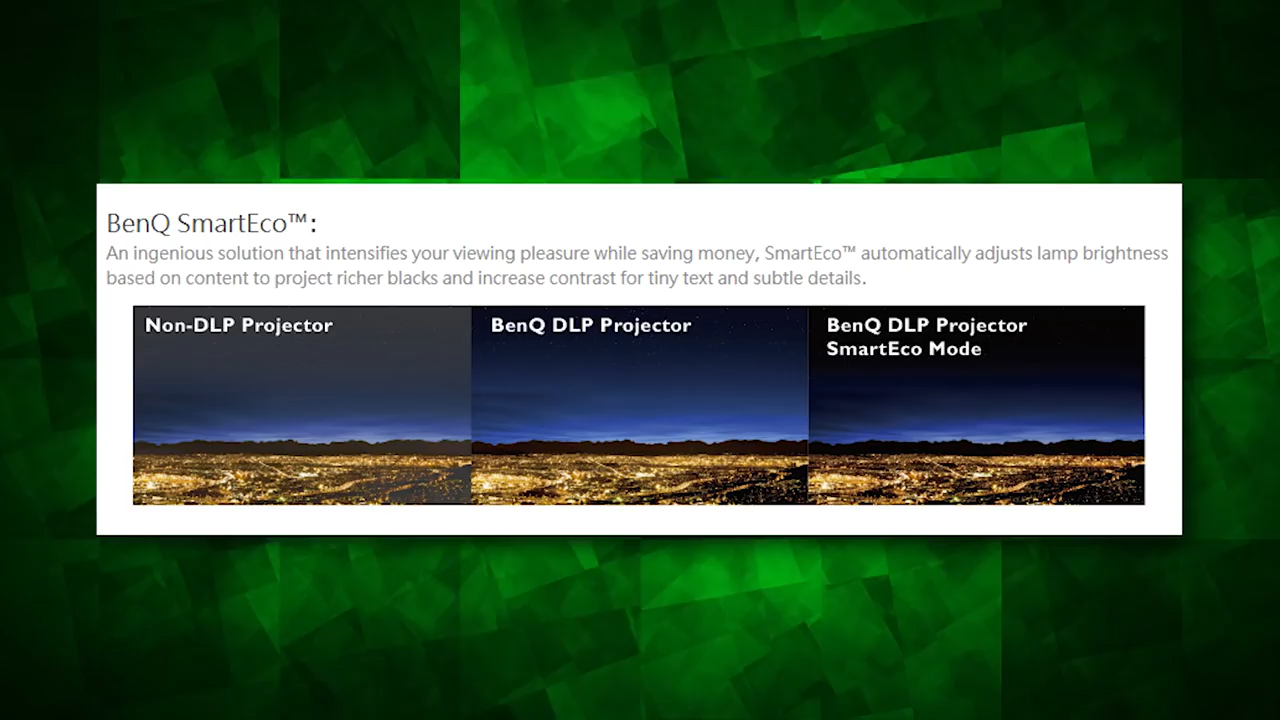 BenQ SmartEco™:
An ingenious solution that intensifies your viewing pleasure while saving money, SmartEco™ automatically adjusts lamp brightness
based on content to project richer blacks and increase contrast for tiny text and subtle details.
Non-DLP Projector
BenQ DLP Projector
BenQ DLP Projector
SmartEco Mode